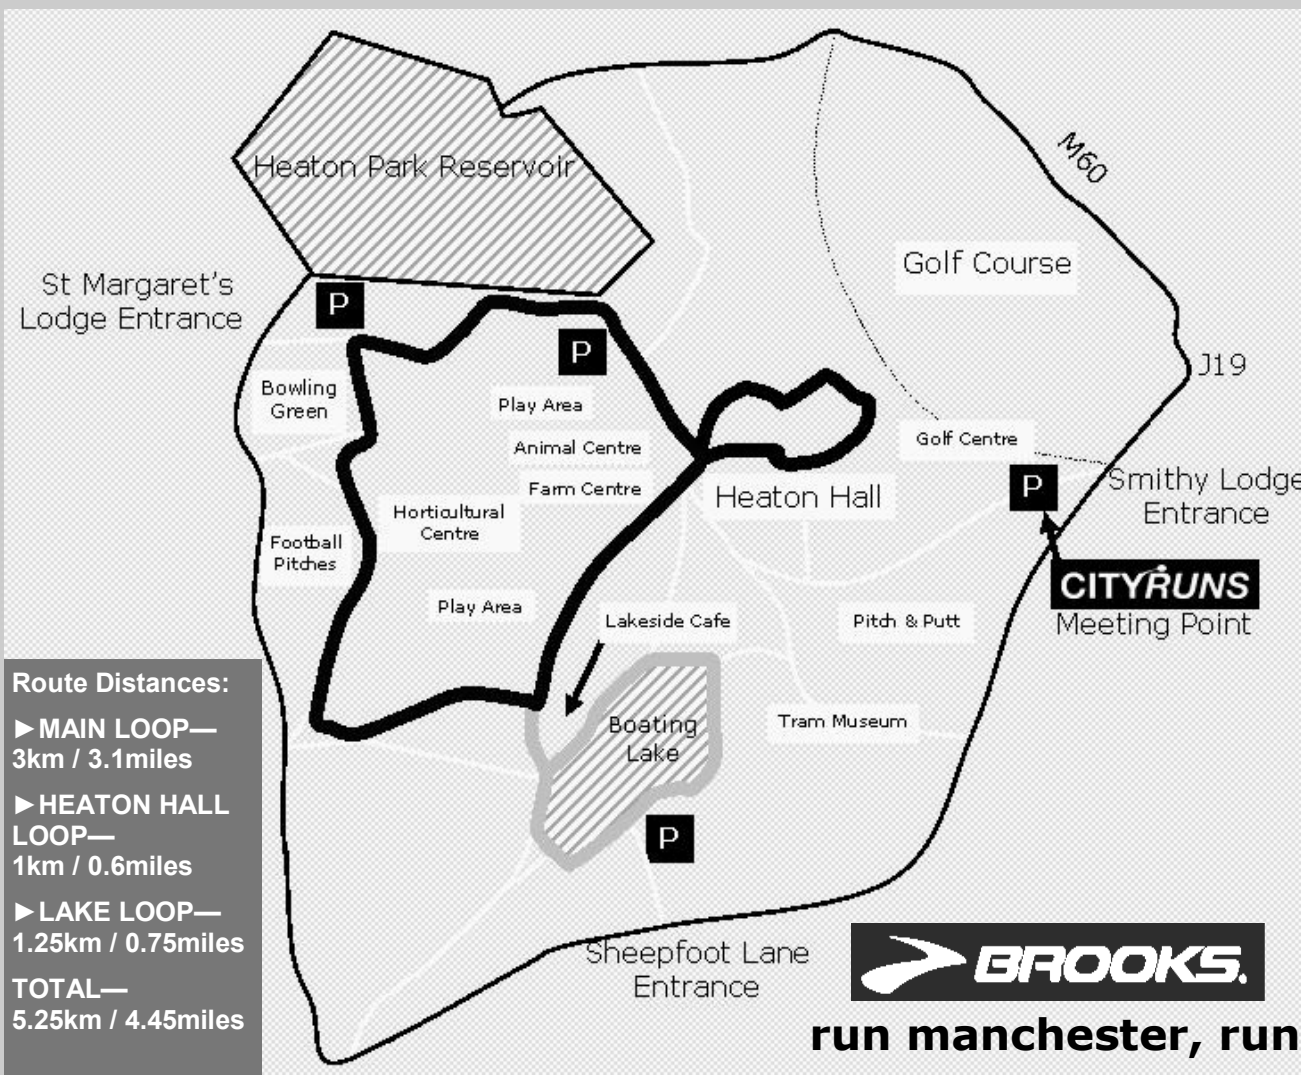 Heaton Park Reservoir
M60
Golf Course
St Margaret's
Lodge Entrance
P
P
J19
Bowling
Green
Play Area
Animal Centre
Golf Centre
Farm Centre
Heaton Hall
P
Smithy Lodge
Entrance
Horticultural
Centre
Football
Pitches
CITYRUNS
Meeting Point
Play Area
Lakeside Cafe
Pitch & Putt
Boating
Lake
Tram Museum
P
Route Distances:
►MAIN LOOP—
3km / 3.1miles
►HEATON HALL
LOOP—
1km / 0.6miles
►LAKE LOOP—
1.25km / 0.75miles
TOTAL—
5.25km / 4.45miles
Sheepfoot Lane
Entrance
BROOKS.
run manchester, run